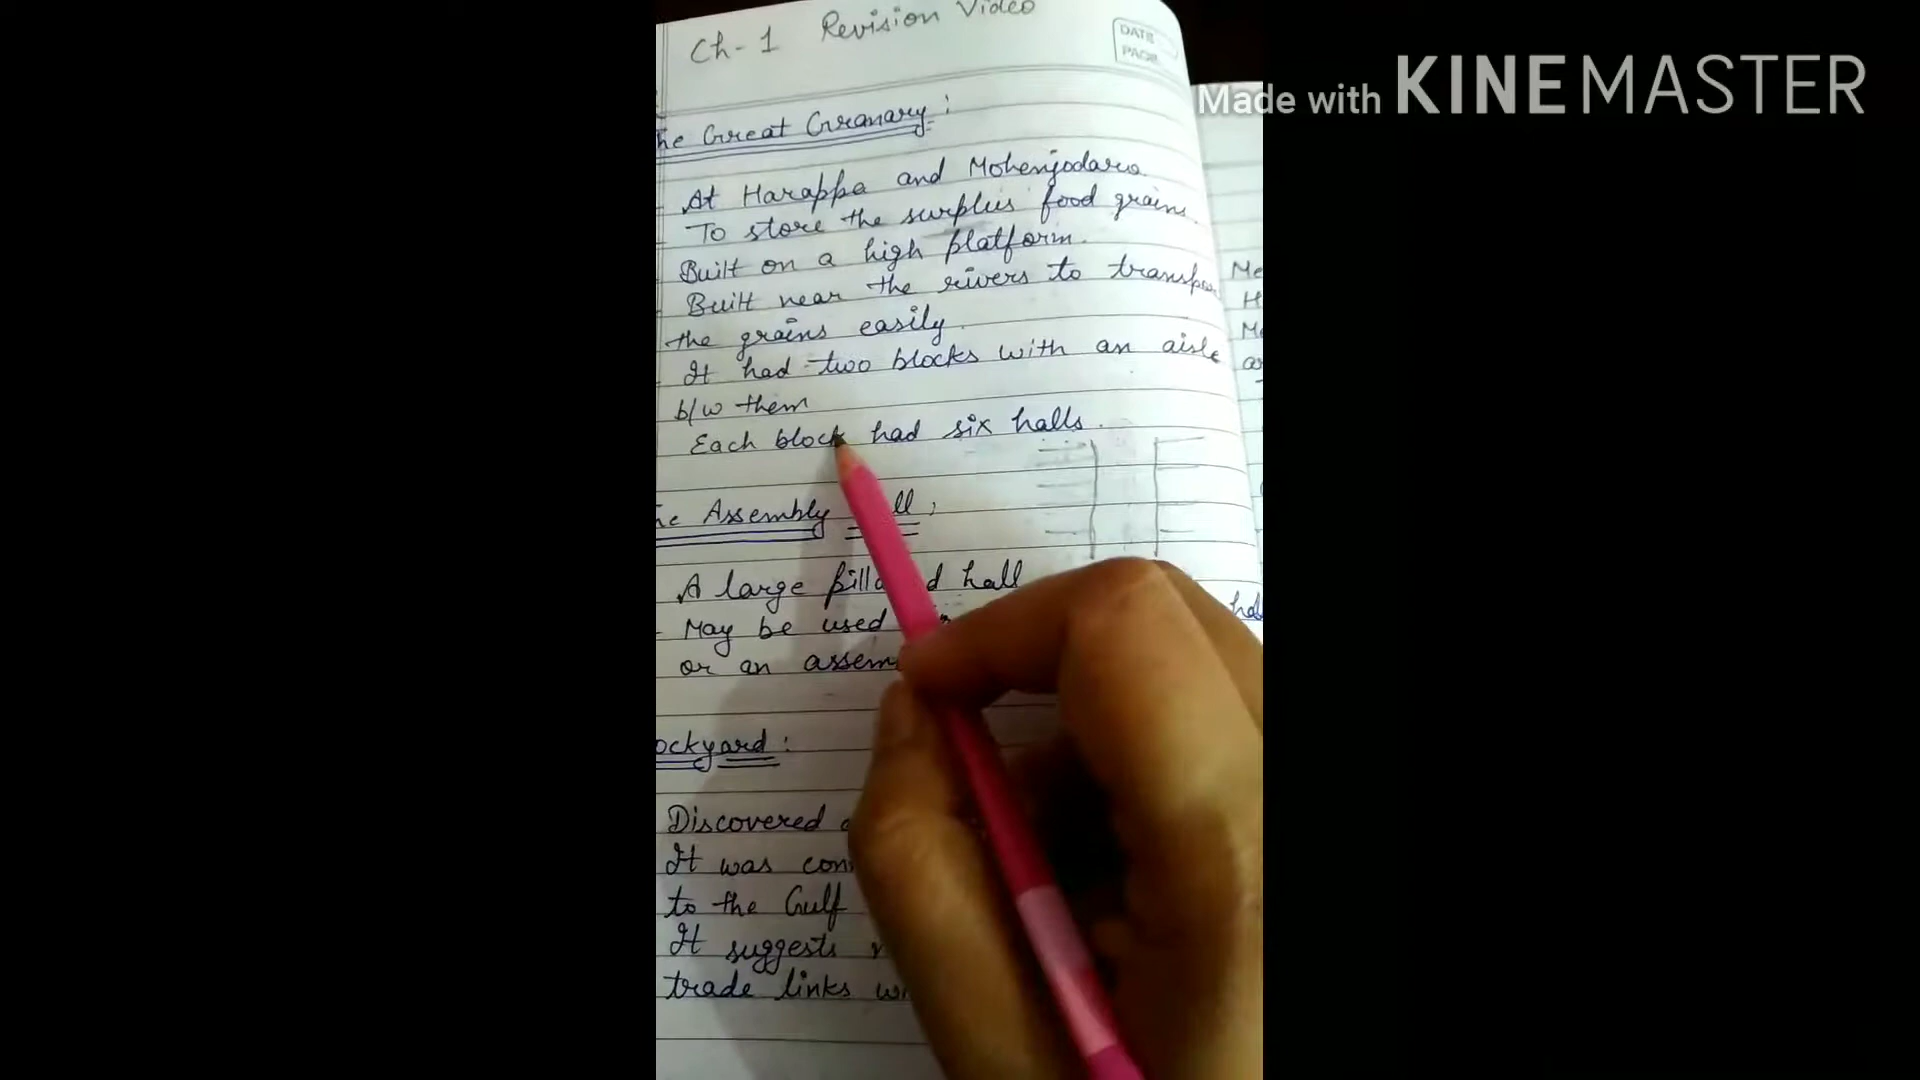 Ch-1 Revision Video
DATE
PAGE
Made with KINEMASTER
he Great Granary:
At Harappa and Mohenjodaro.
To store the surplus food grains.
Built on a high platform.
Built near the rivers to transpo
the grains easily.
It had two blocks with an aisle
b/w them
Each block had six halls.
he Assembly ll:
A large hall
May be used
or an assem
ockyard:
Discovered
It was con
to the Gulf
It suggests
trade links wi
Me
H